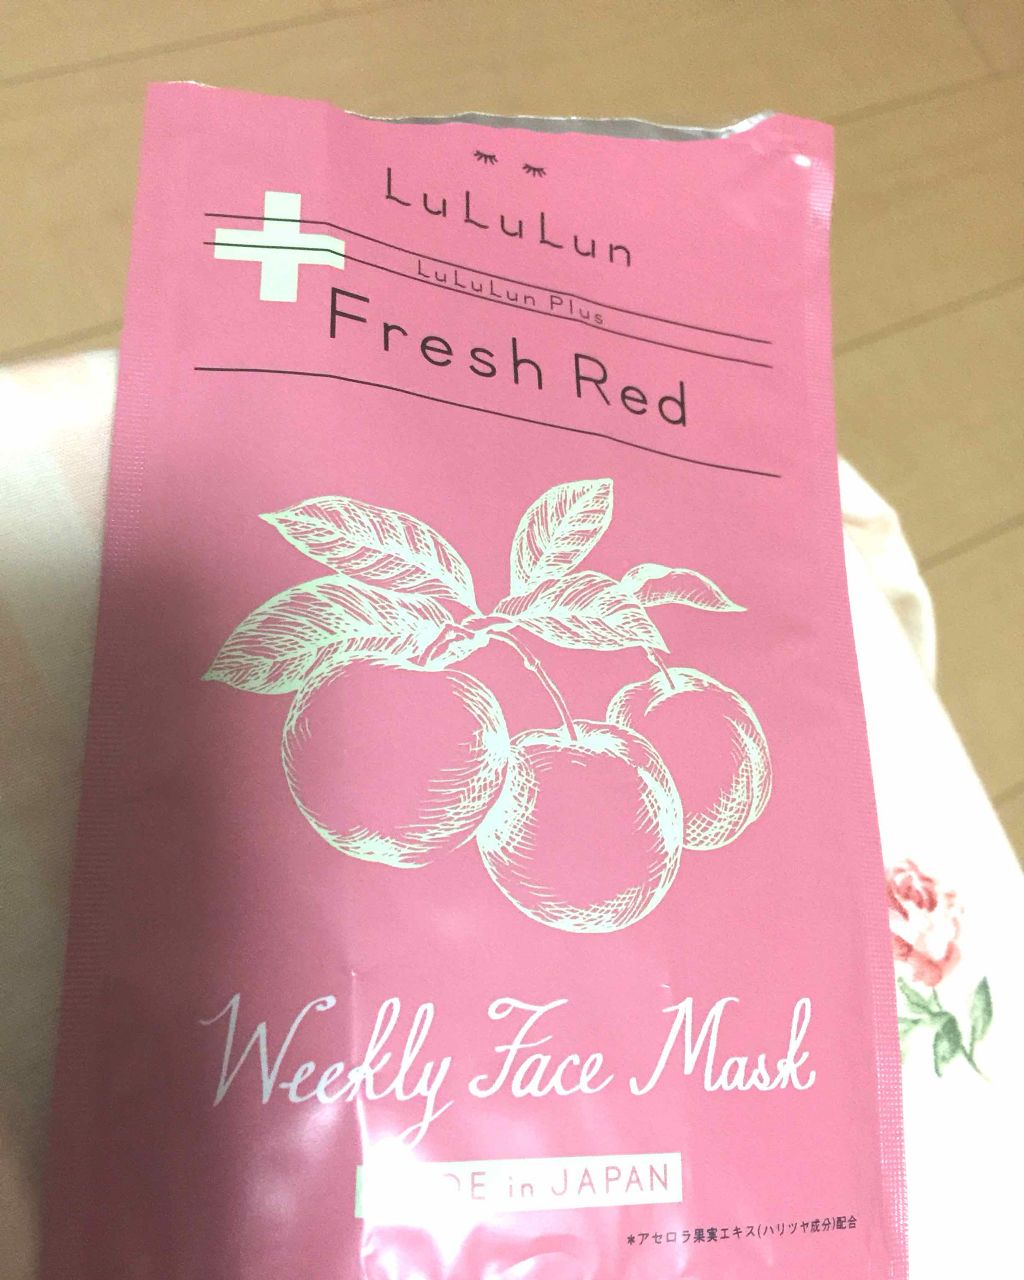 LuLuLun
LuLuLun Plus
Fresh Red
Weekly Face Mask
in JAPAN
*アセロラ果実エキス(ハリツヤ成分)配合